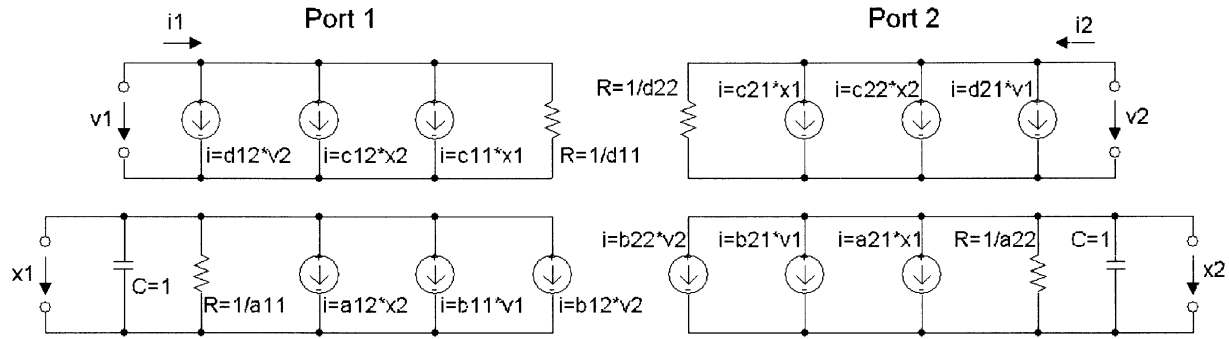 Port 1
Port 2
i1
i2
v1
i=d12*v2
i=c12*x2
i=c11*x1
R=1/d11
R=1/d22
i=c21*x1
i=c22*x2
i=d21*v1
v2
x1
C=1
R=1/a11
i=a12*x2
i=b11*v1
i=b12*v2
i=b22*v2
i=b21*v1
i=a21*x1
R=1/a22
C=1
x2